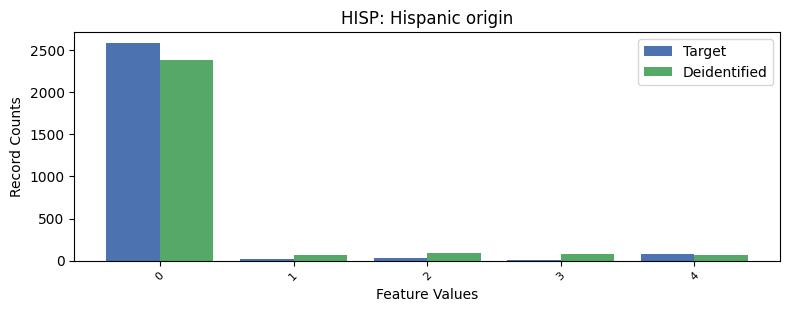 HISP: Hispanic origin
Target
Deidentified
Record Counts
2500
2000
1500
1000
500
0
0 1 2 3 4
Feature Values